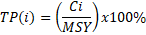 TP(i) = (Ci/MSY)x100%